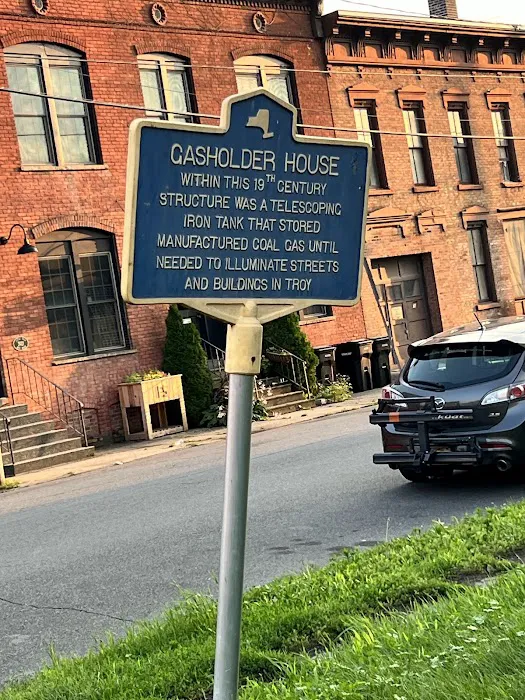 GASHOLDER HOUSE
WITHIN THIS 19TH CENTURY
STRUCTURE WAS A TELESCOPING
IRON TANK THAT STORED
MANUFACTURED COAL GAS UNTIL
NEEDED TO ILLUMINATE STREETS
AND BUILDINGS IN TROY